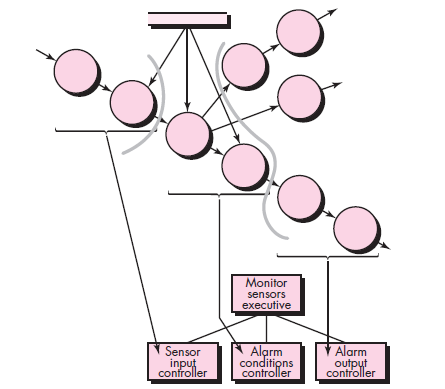 Monitor
sensors
executive
Sensor
input
controller
Alarm
conditions
controller
Alarm
output
controller